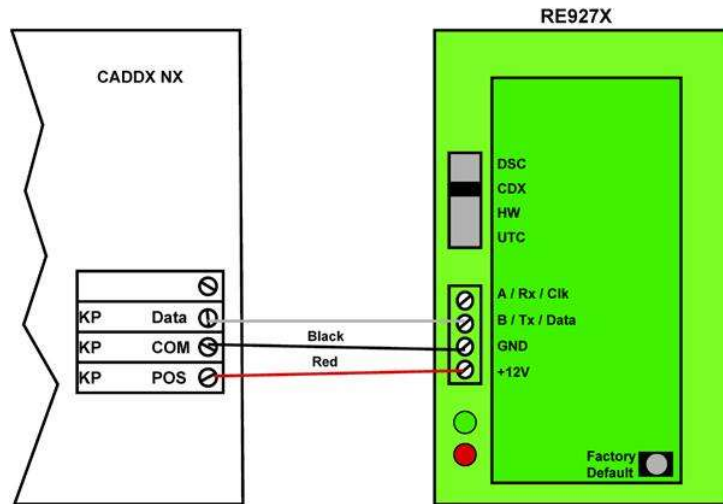 RE927X
CADDX NX
DSC
CDX
HW
UTC
A / Rx / Clk
KP Data
B / Tx / Data
Black
KP COM
GND
Red
KP POS
+12V
Factory
Default